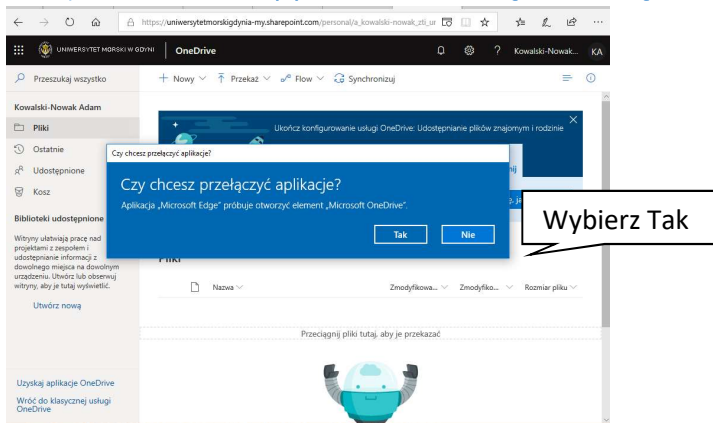 https://uniwersytetmorskigdynia-my.sharepoint.com/personal/a_kowalski-nowak_zti_ur
UNIWERSYTET MORSKI W GDYNI
OneDrive
?
Kowalski-Nowak...
KA
Przeszukaj wszystko
+ Nowy
Przekaż
Flow
Synchronizuj
Kowalski-Nowak Adam
Pliki
Ostatnie
Udostępnione
Kosz
Ukończ konfigurowanie usługi OneDrive: Udostępnianie plików znajomym i rodzinie
Czy chcesz przełączyć aplikacje?
Czy chcesz przełączyć aplikacje?
Aplikacja „Microsoft Edge” próbuje otworzyć element „Microsoft OneDrive”.
Tak
Nie
Wybierz Tak
Biblioteki udostępnione
Witryny ułatwiają pracę nad
projektami z zespołem i
udostępnianie informacji z
dowolnego miejsca na dowolnym
urządzeniu. Utwórz lub obserwuj
witryny, aby je tutaj wyświetlić.
Utwórz nową
Pliki
Nazwa
Zmodyfikowa...
Zmodyfiko...
Rozmiar pliku
Przeciągnij pliki tutaj, aby je przekazać
Uzyskaj aplikacje OneDrive
Wróć do klasycznej usługi
OneDrive